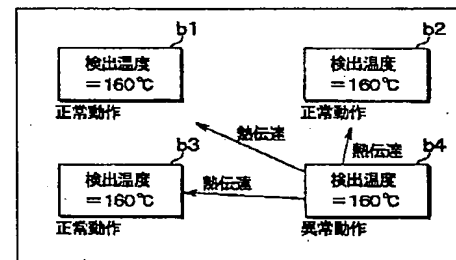 b1
b2
検出温度
=160℃
正常動作
検出温度
=160℃
正常動作
熱伝達
熱伝達
b3
b4
検出温度
=160℃
正常動作
熱伝達
検出温度
=160℃
異常動作